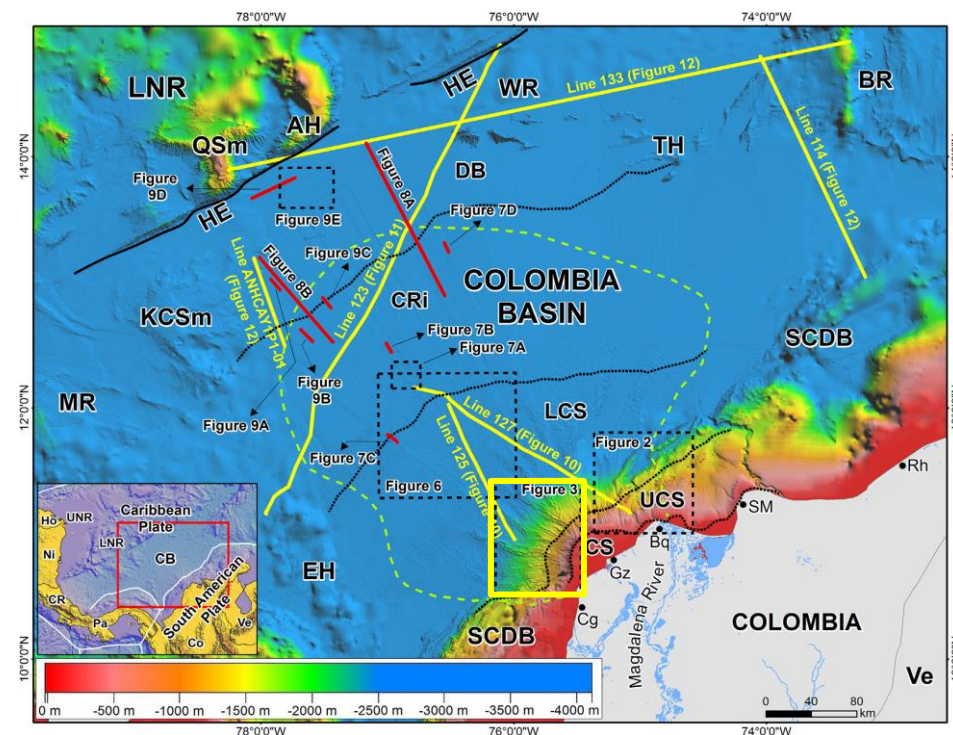 78°0'0"W
76°0'0"W
74°0'0"W
LNR
HE
WR
Line 133 (Figure 12)
BR
AH
QSm
14°0'0"N
Figure
9D
HE
Figure 9E
Figure 8A
DB
TH
Line 114 (Figure 12)
Figure 7D
Figure 9C
Line ANHCAY71P1-01
(Figure 12)
Figure 8B
Line 123 (Figure 11)
CRi
COLOMBIA
BASIN
KCSm
Figure 7B
Figure 7A
SCDB
Figure
9B
MR
12°0'0"N
Figure 9A
LCS
Line 127 (Figure 10)
Line 125 (Figure 10)
Figure 7C
Figure 6
Figure 2
Figure 3
UCS
Rh
SM
Bq
CS
Gz
EH
Cg
SCDB
Magdalena River
COLOMBIA
Ve
10°0'0"N
Ho
UNR
Caribbean
Plate
LNR
Ni
CB
CR
Pa
South American
Plate
Ve
Co
0 m
-500 m
-1000 m
-1500 m
-2000 m
-2500 m
-3000 m
-3500 m
-4000 m
0 40 80
km
78°0'0"W
76°0'0"W
74°0'0"W